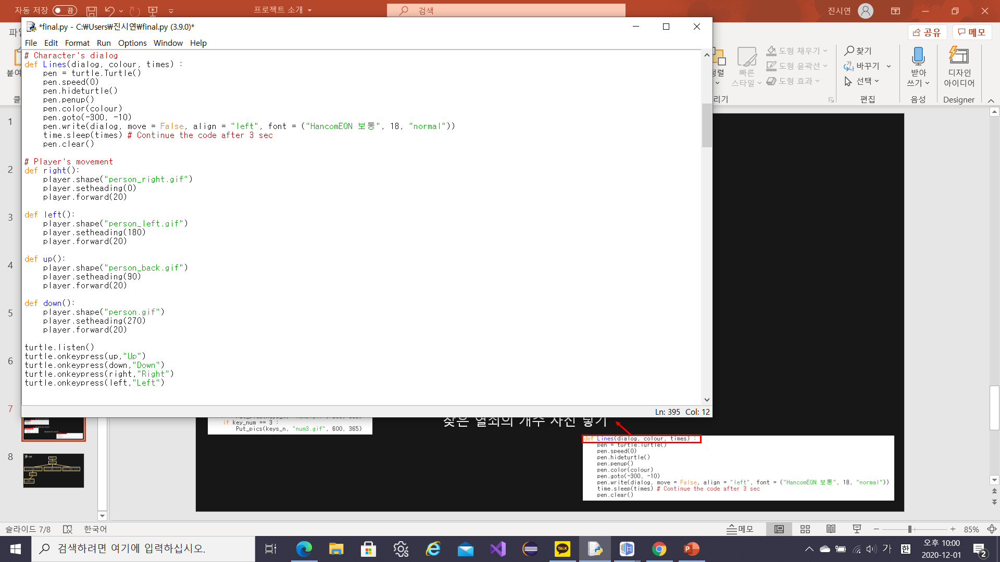 자동 저장 끔
프로젝트 소개
검색
진시연
*final.py - C:₩Users₩진시연₩final.py (3.9.0)*
File Edit Format Run Options Window Help
공유
메모
# Character's dialog
def Lines(dialog, colour, times) :
pen = turtle.Turtle()
pen.speed(0)
pen.hideturtle()
pen.penup()
pen.color(colour)
pen.goto(-300, -10)
pen.write(dialog, move = False, align = "left", font = ("HancomEQN 보통", 18, "normal"))
time.sleep(times) # Continue the code after 3 sec
pen.clear()
# Player's movement
def right():
player.shape("person_right.gif")
player.setheading(0)
player.forward(20)
def left():
player.shape("person_left.gif")
player.setheading(180)
player.forward(20)
def up():
player.shape("person_back.gif")
player.setheading(90)
player.forward(20)
def down():
player.shape("person.gif")
player.setheading(270)
player.forward(20)
turtle.listen()
turtle.onkeypress(up,"Up")
turtle.onkeypress(down,"Down")
turtle.onkeypress(right,"Right")
turtle.onkeypress(left,"Left")
Ln: 395 Col: 12
빠른
스타일
도형 채우기
도형 윤곽선
도형 효과
찾기
바꾸기
선택
편집
받아
쓰기
음성
디자인
아이디어
Designer
1
2
3
4
5
6
7
8
if key_num == 3 :
Put_pics(keys_n, "num3.gif", 600, 365)
찾은 열쇠의 개수 사진 넣기
def Lines(dialog, colour, times) :
pen = turtle.Turtle()
pen.speed(0)
pen.hideturtle()
pen.penup()
pen.color(colour)
pen.goto(-300, -10)
pen.write(dialog, move = False, align = "left", font = ("HancomEQN 보통", 18, "normal"))
time.sleep(times) # Continue the code after 3 sec
pen.clear()
슬라이드 7/8 한국어
메모
85%
검색하려면 여기에 입력하십시오.
TALK
가
한
오후 10:00
2020-12-01
2